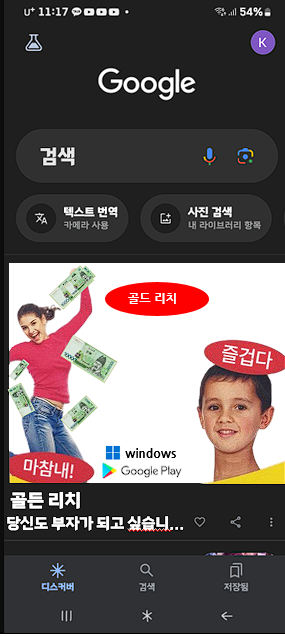 U+ 11:17
54%
K
Google
검색
텍스트 번역
카메라 사용
사진 검색
내 라이브러리 항목
골드 리치
즐겁다
windows
Google Play
마참내!
골든 리치
당신도 부자가 되고 싶습니...
디스커버
검색
저장됨